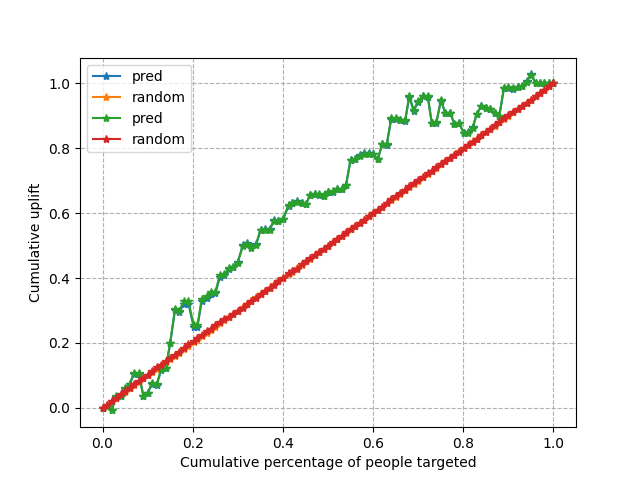 pred
random
pred
random
1.0
0.8
0.6
0.4
0.2
0.0
Cumulative uplift
0.0 0.2 0.4 0.6 0.8 1.0
Cumulative percentage of people targeted